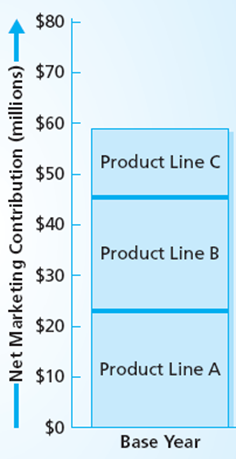 Net Marketing Contribution (millions)
$80
$70
$60
$50
$40
$30
$20
$10
$0
Product Line C
Product Line B
Product Line A
Base Year